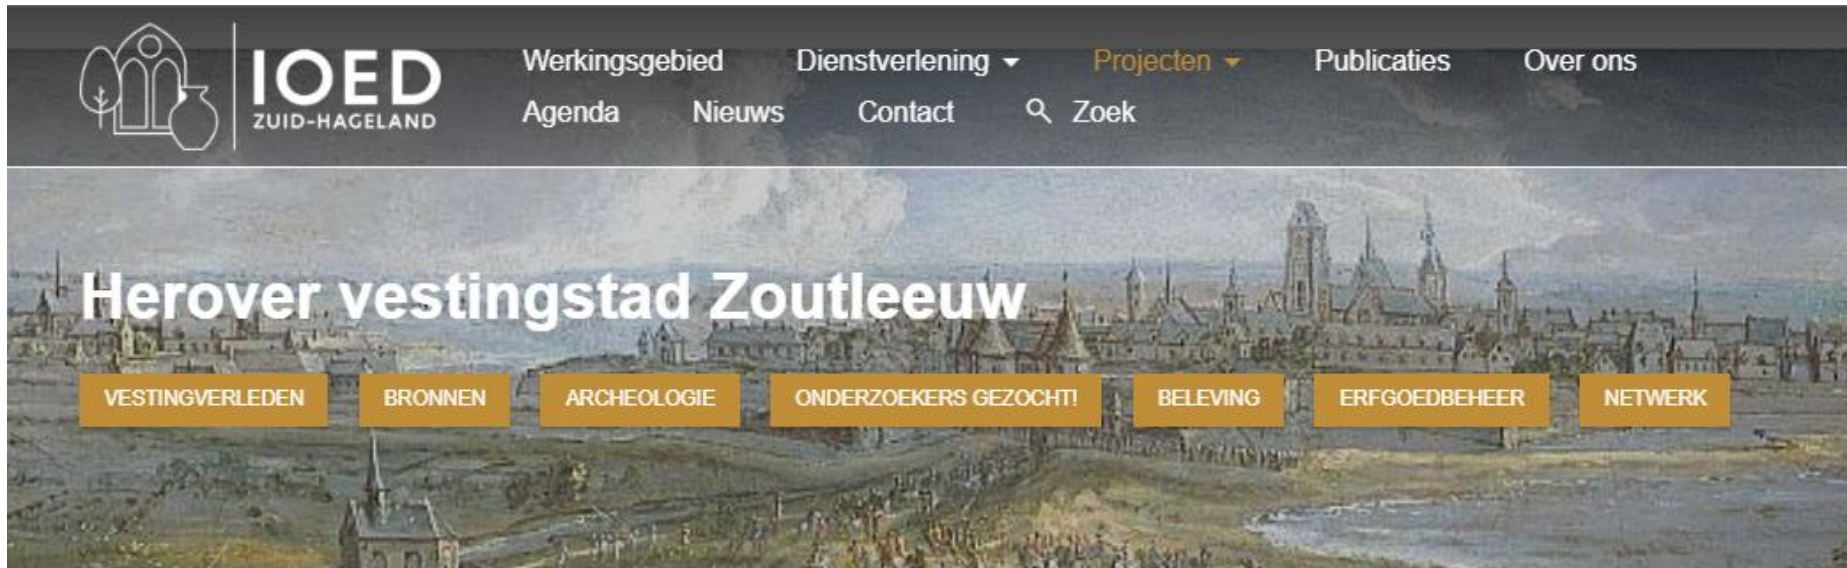 IOED
ZUID-HAGELAND
Werkingsgebied Dienstverlening Projecten Publicaties Over ons
Agenda Nieuws Contact Zoek
Herover vestingstad Zoutleeuw
VESTINGVERLEDEN BRONNEN ARCHEOLOGIE ONDERZOEKERS GEZOCHT! BELEVING ERFGOEDBEHEER NETWERK